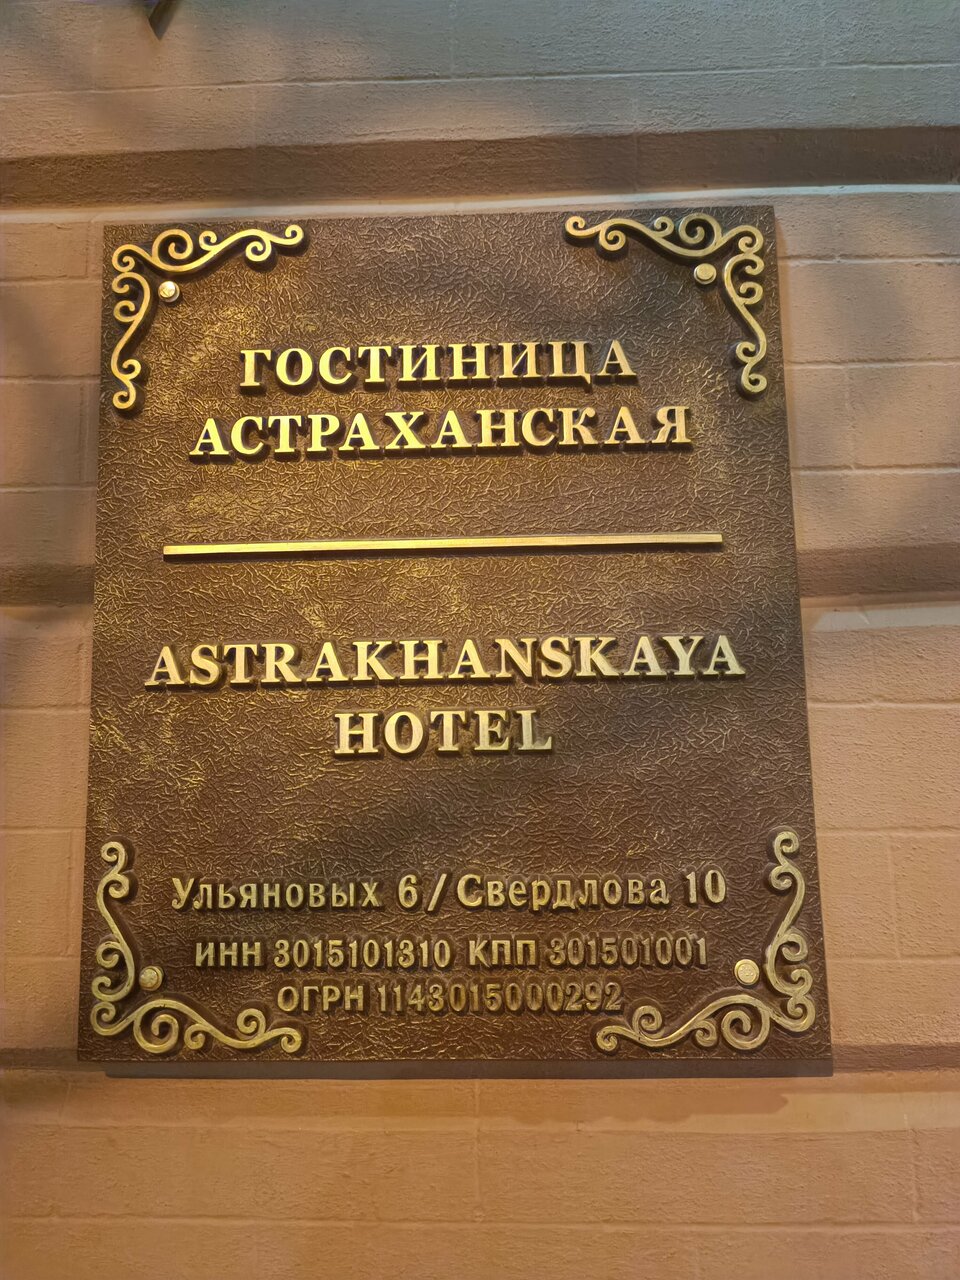 ГОСТИНИЦА
АСТРАХАНСКАЯ
ASTRAKHANSKAYA
HOTEL
Ульяновых 6/Свердлова 10
ИНН 3015101310 КПП 301501001
ОГРН 1143015000292